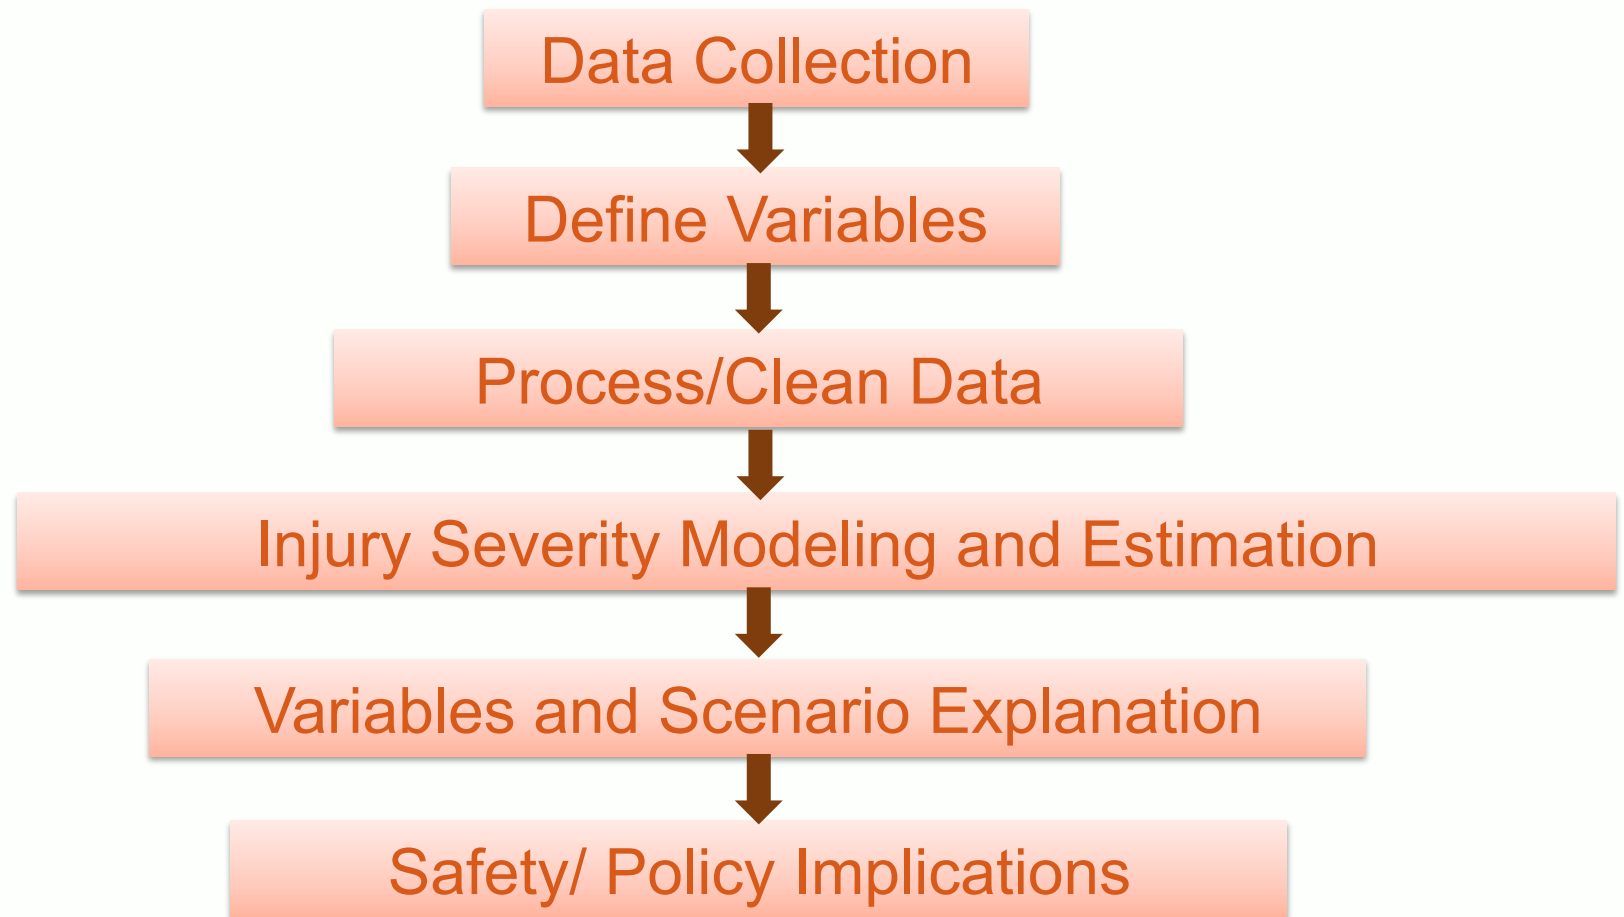 Data Collection
Define Variables
Process/Clean Data
Injury Severity Modeling and Estimation
Variables and Scenario Explanation
Safety/ Policy Implications